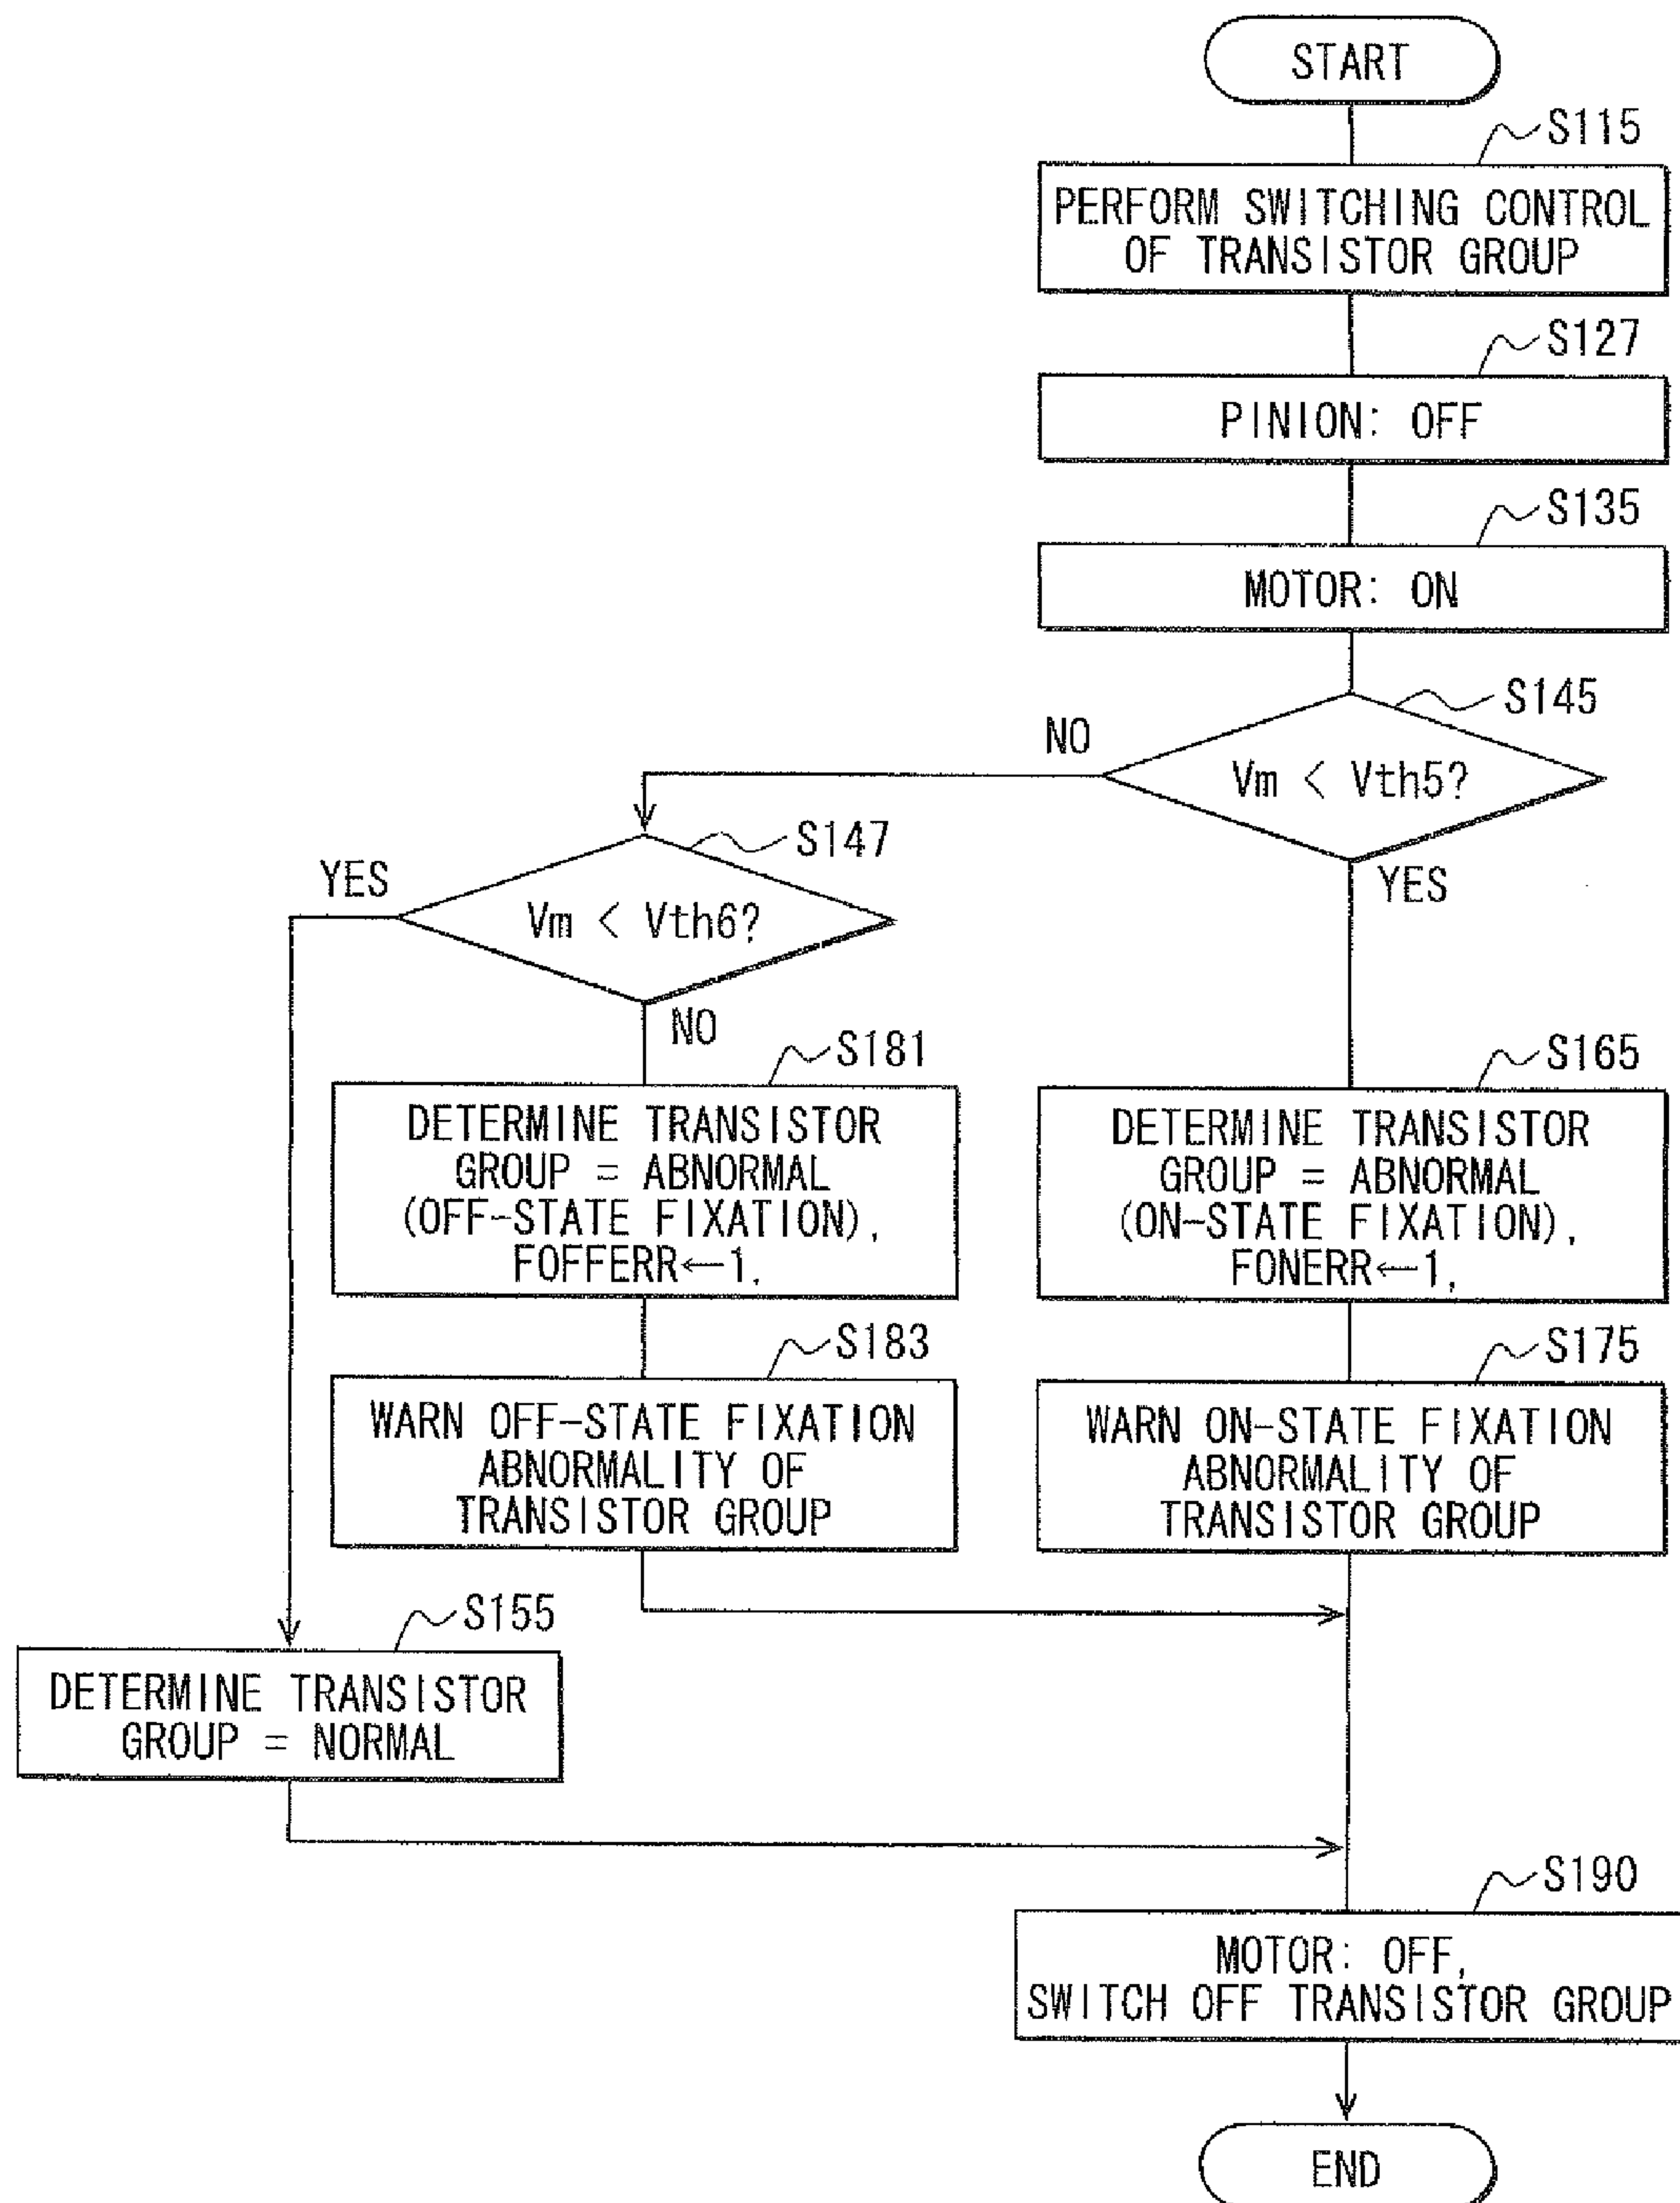 START
S115
PERFORM SWITCHING CONTROL
OF TRANSISTOR GROUP
S127
PINION: OFF
S135
MOTOR: ON
S145
NO
Vm < Vth5?
YES
S147
YES
Vm < Vth6?
NO
S181
DETERMINE TRANSISTOR
GROUP = ABNORMAL
(OFF-STATE FIXATION),
FOFFERR←1,
S165
DETERMINE TRANSISTOR
GROUP = ABNORMAL
(ON-STATE FIXATION),
FONERR←1,
S183
WARN OFF-STATE FIXATION
ABNORMALITY OF
TRANSISTOR GROUP
S175
WARN ON-STATE FIXATION
ABNORMALITY OF
TRANSISTOR GROUP
S155
DETERMINE TRANSISTOR
GROUP = NORMAL
S190
MOTOR: OFF,
SWITCH OFF TRANSISTOR GROUP
END